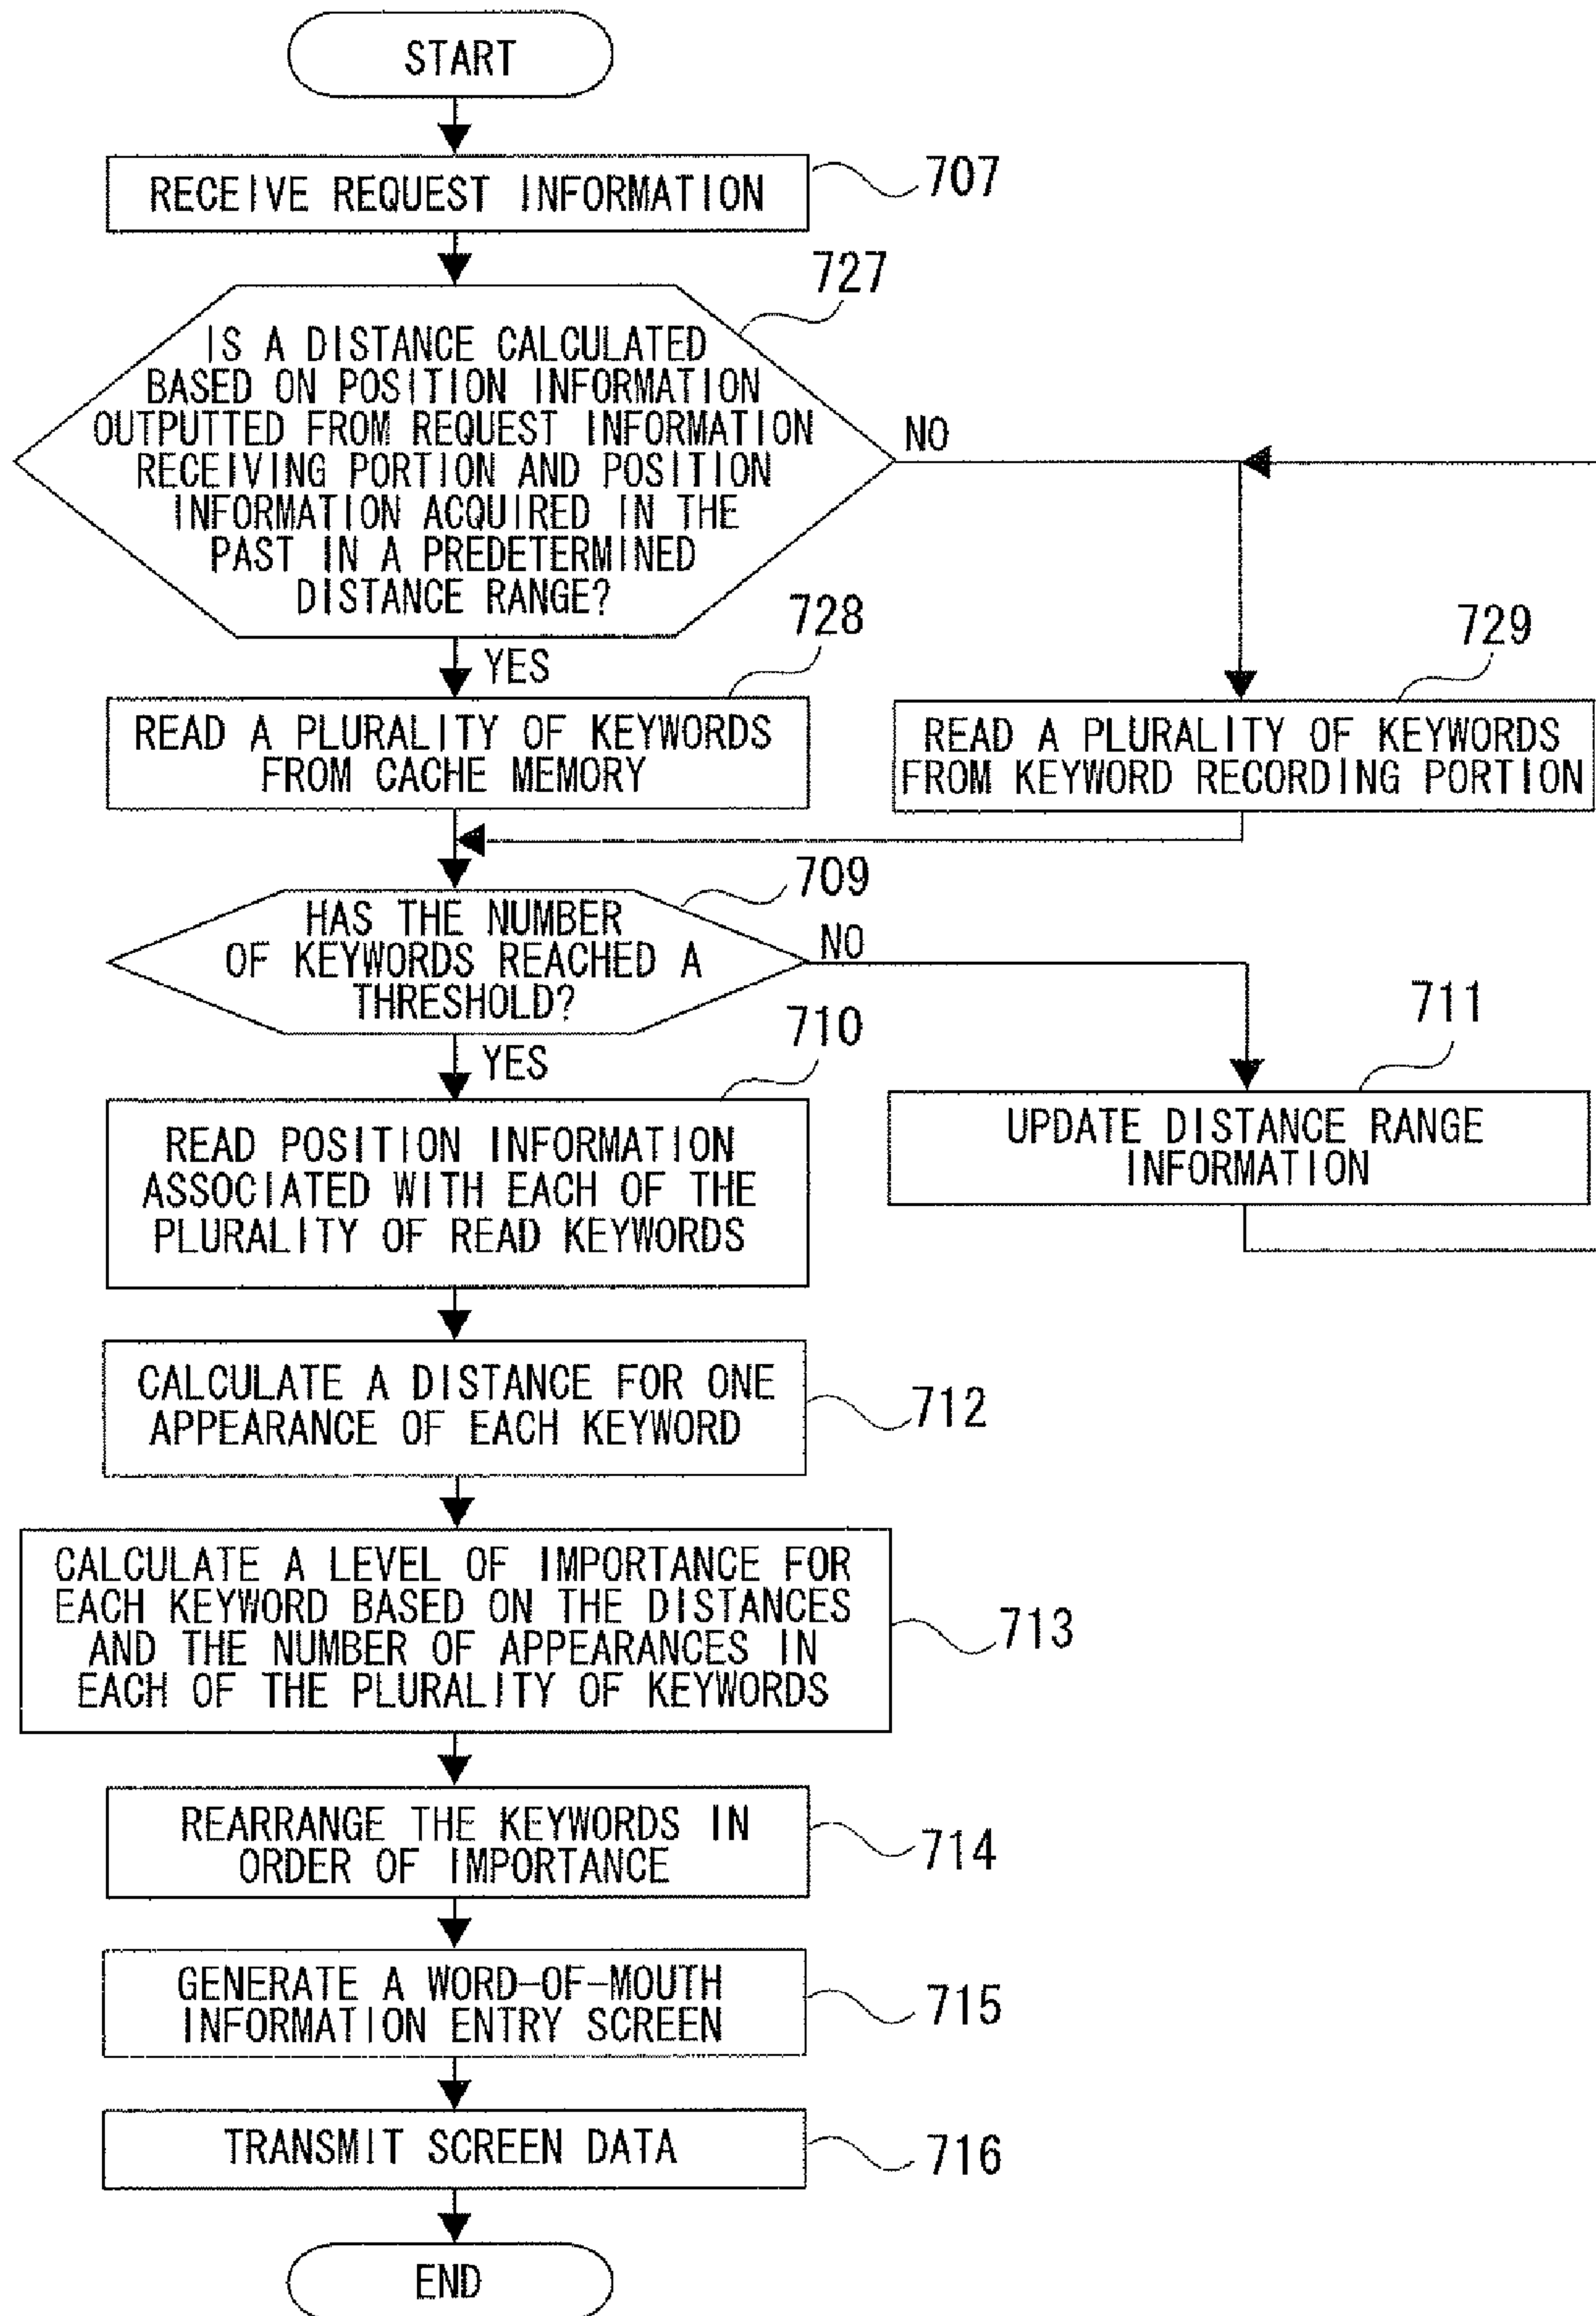 START
RECEIVE REQUEST INFORMATION
707
727
IS A DISTANCE CALCULATED
BASED ON POSITION INFORMATION
OUTPUTTED FROM REQUEST INFORMATION
RECEIVING PORTION AND POSITION
INFORMATION ACQUIRED IN THE
PAST IN A PREDETERMINED
DISTANCE RANGE?
NO
YES
728
READ A PLURALITY OF KEYWORDS
FROM CACHE MEMORY
729
READ A PLURALITY OF KEYWORDS
FROM KEYWORD RECORDING PORTION
709
HAS THE NUMBER
OF KEYWORDS REACHED A
THRESHOLD?
NO
YES
710
READ POSITION INFORMATION
ASSOCIATED WITH EACH OF THE
PLURALITY OF READ KEYWORDS
711
UPDATE DISTANCE RANGE
INFORMATION
CALCULATE A DISTANCE FOR ONE
APPEARANCE OF EACH KEYWORD
712
CALCULATE A LEVEL OF IMPORTANCE FOR
EACH KEYWORD BASED ON THE DISTANCES
AND THE NUMBER OF APPEARANCES IN
EACH OF THE PLURALITY OF KEYWORDS
713
REARRANGE THE KEYWORDS IN
ORDER OF IMPORTANCE
714
GENERATE A WORD-OF-MOUTH
INFORMATION ENTRY SCREEN
715
TRANSMIT SCREEN DATA
716
END